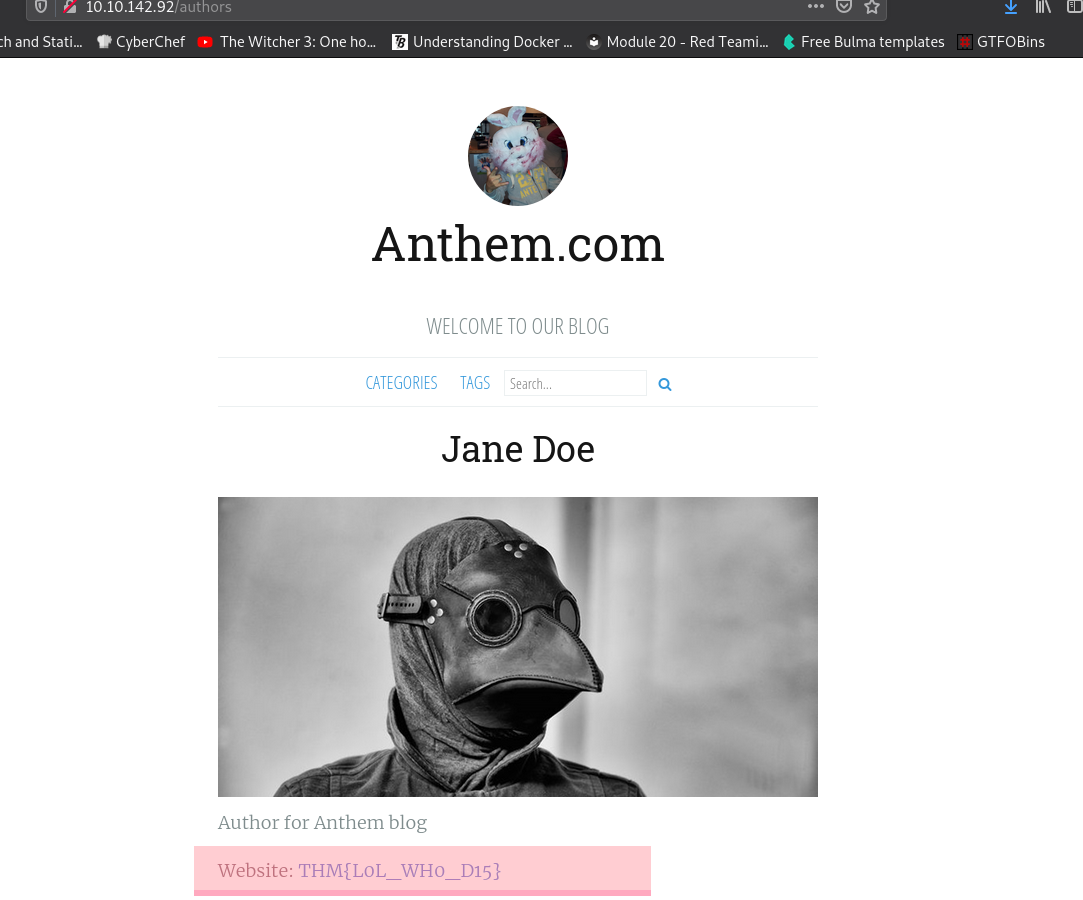 10.10.142.92/authors
ch and Stati... CyberChef The Witcher 3: One ho... Understanding Docker ... Module 20 - Red Teami... Free Bulma templates GTFOBins
Anthem.com
WELCOME TO OUR BLOG
CATEGORIES TAGS Search...
Jane Doe
Author for Anthem blog
Website: THM{L0L_WH0_D15}